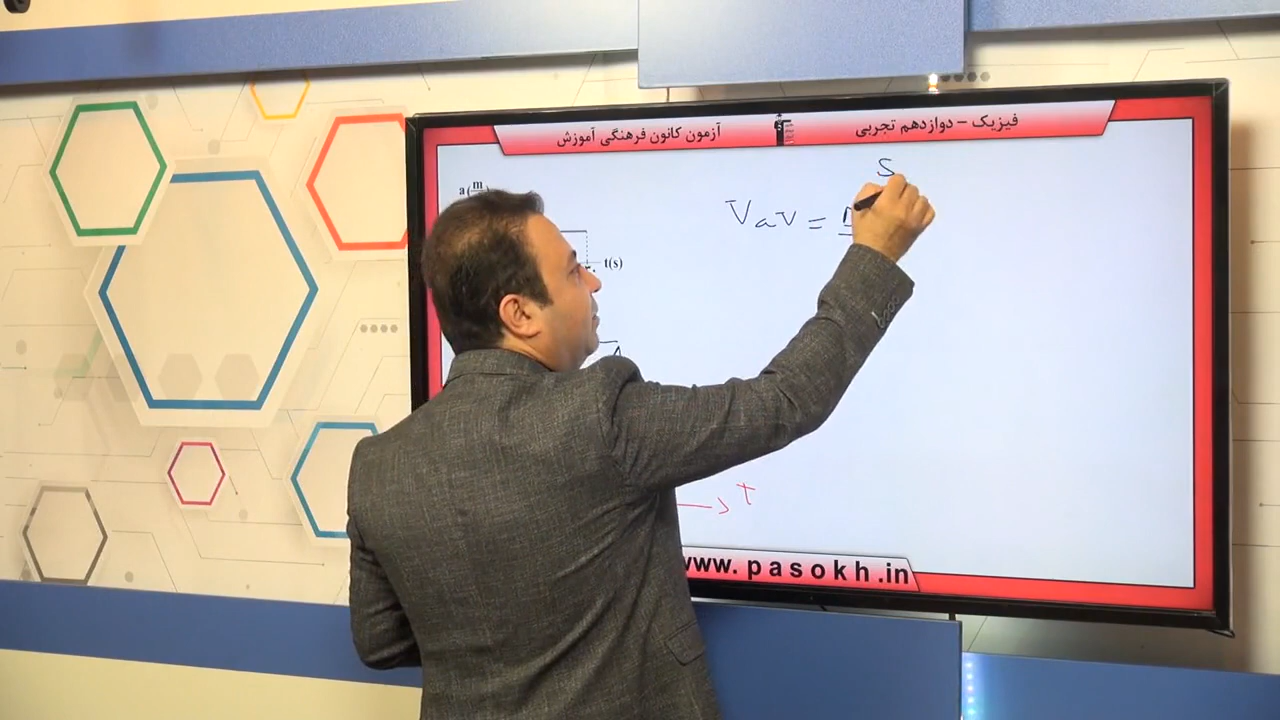 فیزیک – دوازدهم تجربی
آزمون کانون فرهنگی آموزش
a(m
S
Vav =
t(s)
t
www.pasokh.in